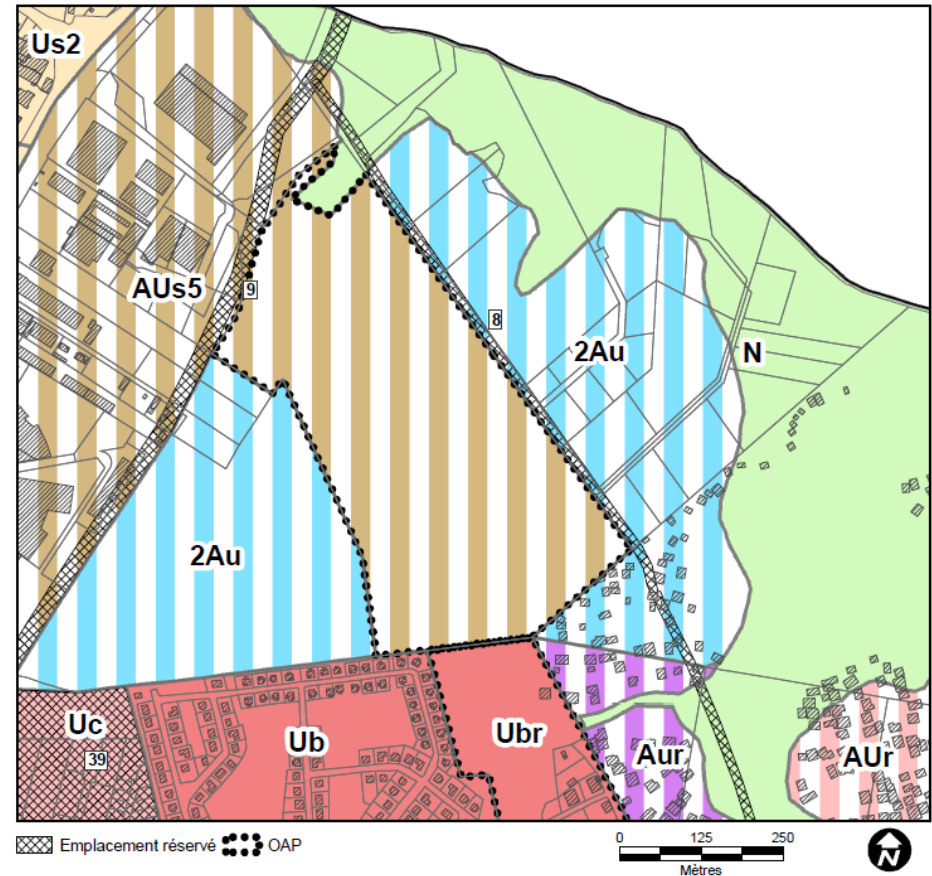 Us2
AUs5
9
8
2Au
N
2Au
Uc
39
Ub
Ubr
Aur
AUr
Emplacement réservé OAP
0 125 250
Mètres
N